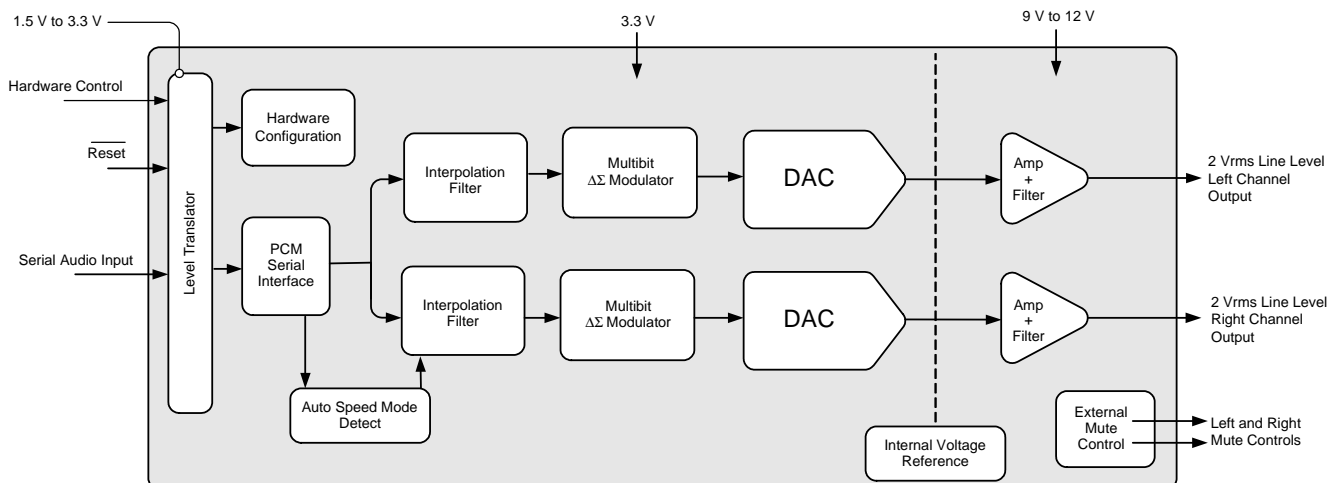 1.5 V to 3.3 V
3.3 V
9 V to 12 V
Hardware Control
Reset
Serial Audio Input
Level Translator
Hardware
Configuration
PCM
Serial
Interface
Auto Speed Mode
Detect
Interpolation
Filter
Multibit
ΔΣ Modulator
DAC
Amp
+
Filter
2 Vrms Line Level
Left Channel
Output
Interpolation
Filter
Multibit
ΔΣ Modulator
DAC
Amp
+
Filter
2 Vrms Line Level
Right Channel
Output
Internal Voltage
Reference
External
Mute
Control
Left and Right
Mute Controls